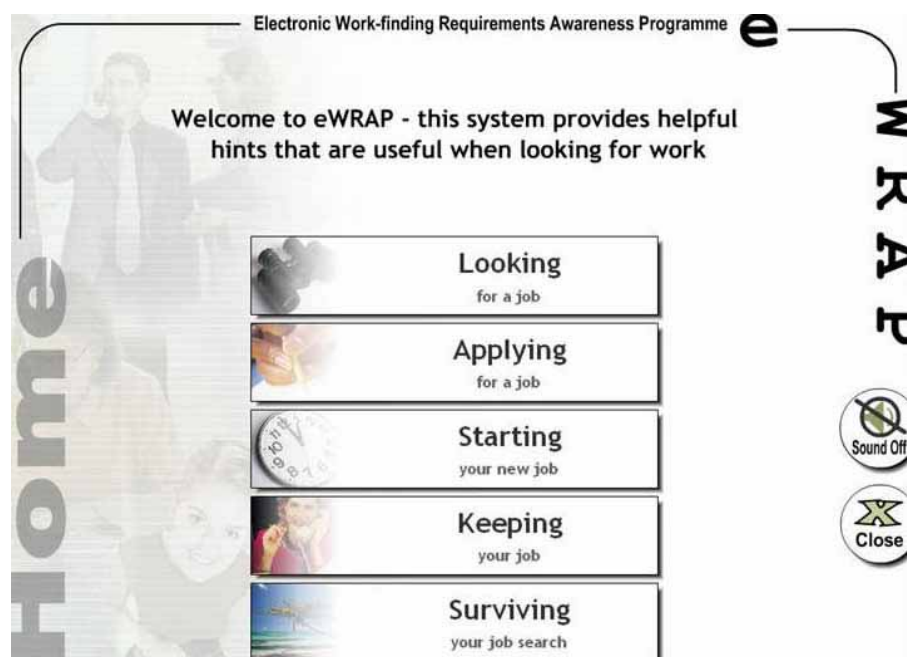 Electronic Work-finding Requirements Awareness Programme
e
W
R
A
P
Welcome to eWRAP - this system provides helpful
hints that are useful when looking for work
Home
Looking
for a job
Applying
for a job
Starting
your new job
Keeping
your job
Surviving
your job search
Sound Off
X
Close